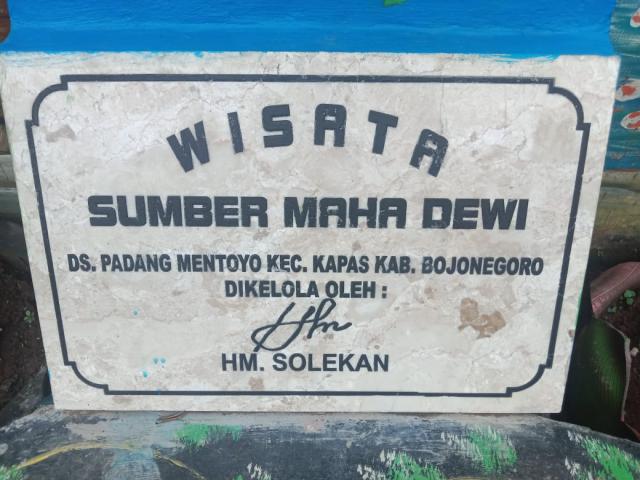 WISATA
SUMBER MAHA DEWI
DS. PADANG MENTOYO KEC. KAPAS KAB. BOJONEGORO
DIKELOLA OLEH :
HM. SOLEKAN